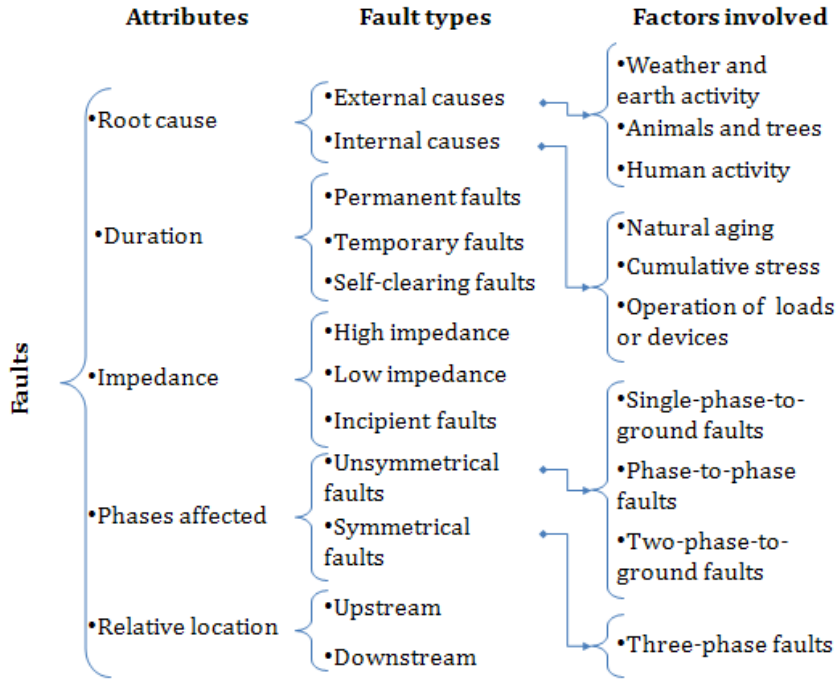 Attributes
Fault types
Factors involved
Faults
•Root cause
•Duration
•Impedance
•Phases affected
•Relative location
•External causes
•Internal causes
•Permanent faults
•Temporary faults
•Self-clearing faults
•High impedance
•Low impedance
•Incipient faults
•Unsymmetrical
faults
•Symmetrical
faults
•Upstream
•Downstream
•Weather and
earth activity
•Animals and trees
•Human activity
•Natural aging
•Cumulative stress
•Operation of loads
or devices
•Single-phase-to-
ground faults
•Phase-to-phase
faults
•Two-phase-to-
ground faults
•Three-phase faults